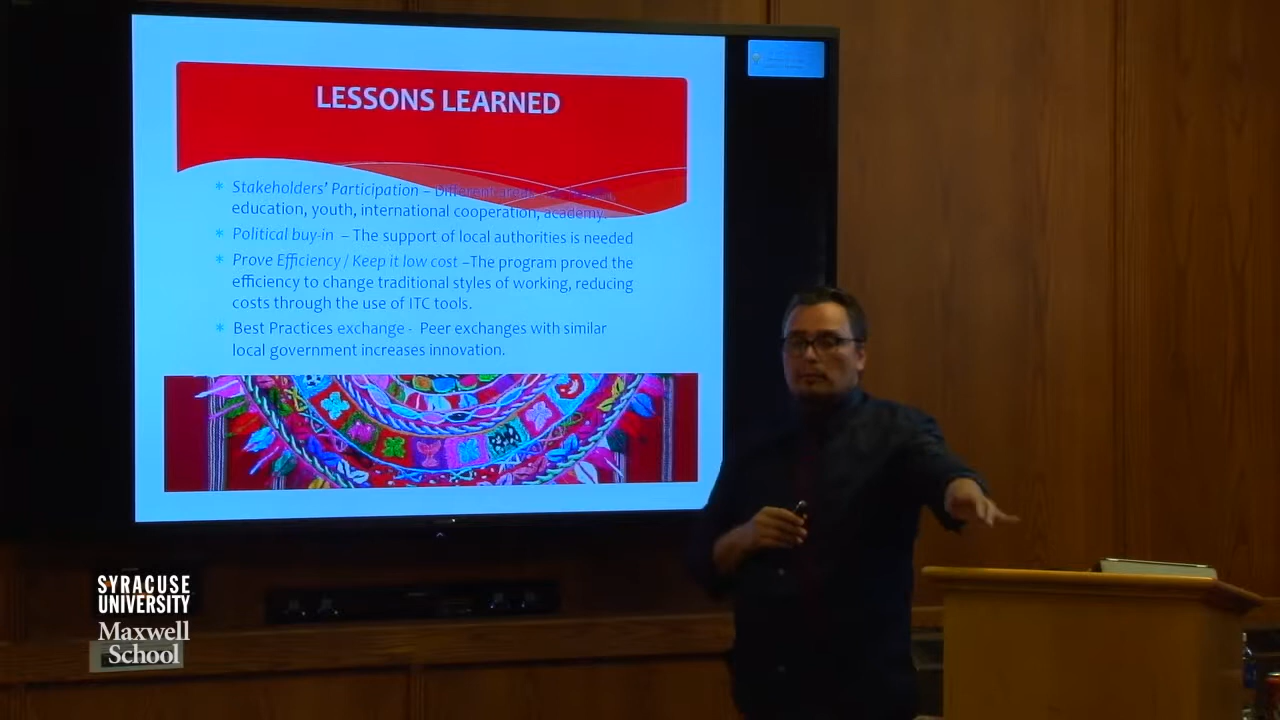 LESSONS LEARNED
* Stakeholders' Participation – Different areas
education, youth, international cooperation, academy.
* Political buy-in – The support of local authorities is needed
* Prove Efficiency / Keep it low cost –The program proved the
efficiency to change traditional styles of working, reducing
costs through the use of ITC tools.
* Best Practices exchange - Peer exchanges with similar
local government increases innovation.
SYRACUSE
UNIVERSITY
Maxwell
School